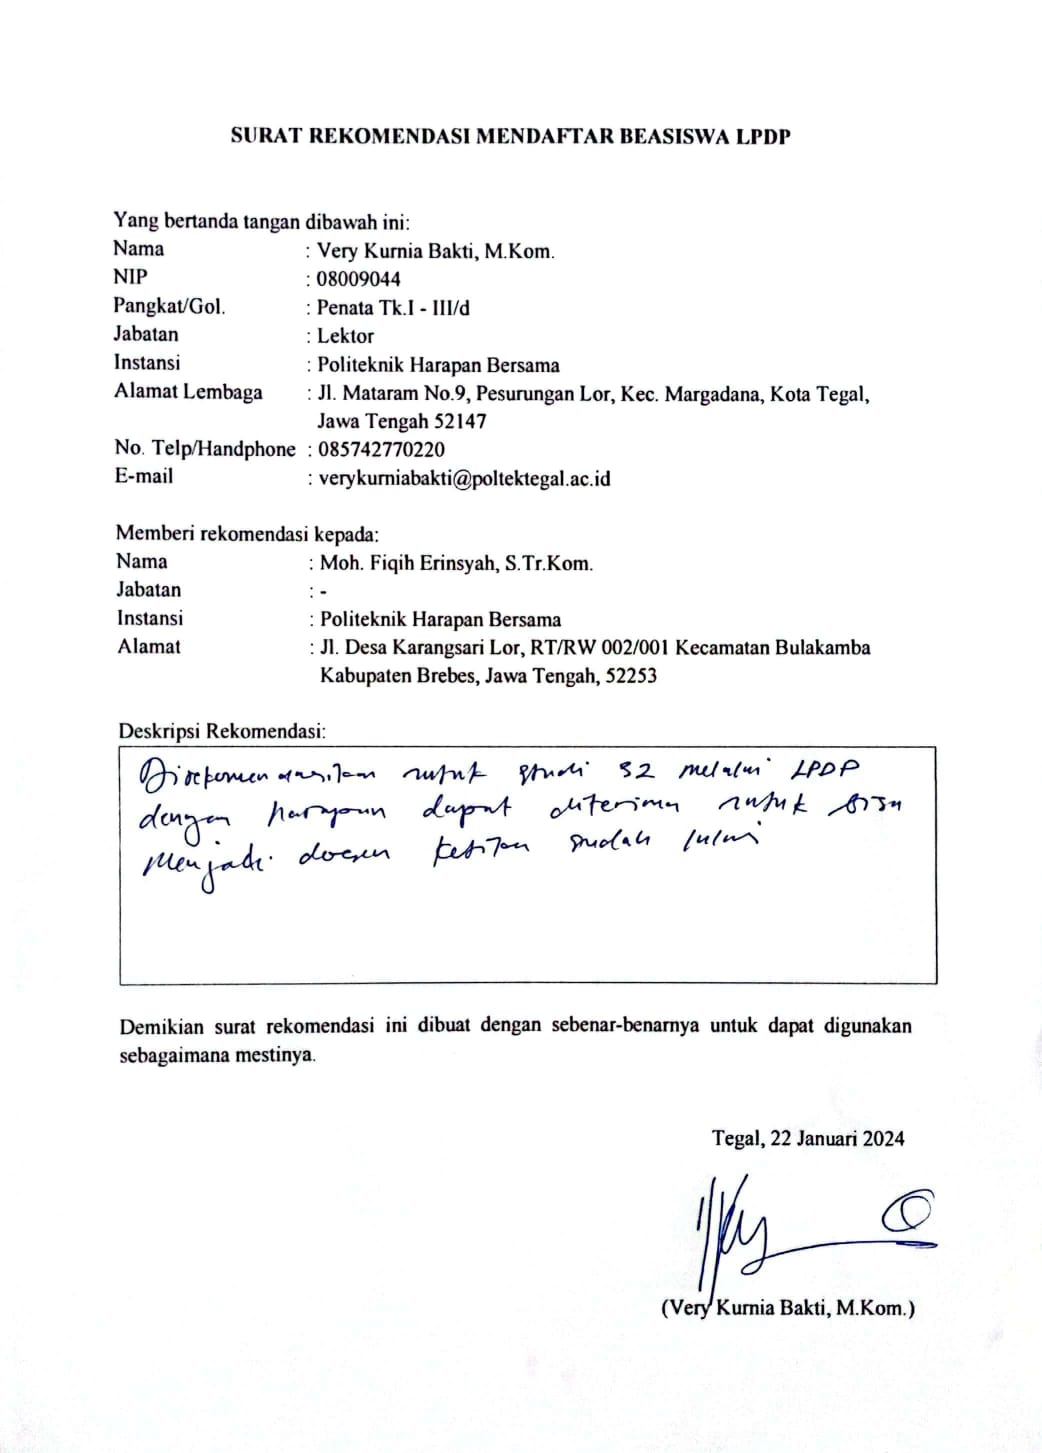 SURAT REKOMENDASI MENDAFTAR BEASISWA LPDP
Yang bertanda tangan dibawah ini:
Nama : Very Kurnia Bakti, M.Kom.
NIP : 08009044
Pangkat/Gol. : Penata Tk.I - III/d
Jabatan : Lektor
Instansi : Politeknik Harapan Bersama
Alamat Lembaga : Jl. Mataram No.9, Pesurungan Lor, Kec. Margadana, Kota Tegal,
Jawa Tengah 52147
No. Telp/Handphone : 085742770220
E-mail : verykurniabakti@poltektegal.ac.id
Memberi rekomendasi kepada:
Nama : Moh. Fiqih Erinsyah, S.Tr.Kom.
Jabatan : -
Instansi : Politeknik Harapan Bersama
Alamat : Jl. Desa Karangsari Lor, RT/RW 002/001 Kecamatan Bulakamba
Kabupaten Brebes, Jawa Tengah, 52253
Deskripsi Rekomendasi:
Direkomendasikan untuk studi S2 melalui LPDP
dengan harapan dapat diterima untuk bisa
menjadi dosen ketika sudah lulus
Demikian surat rekomendasi ini dibuat dengan sebenar-benarnya untuk dapat digunakan
sebagaimana mestinya.
Tegal, 22 Januari 2024
(Very Kurnia Bakti, M.Kom.)